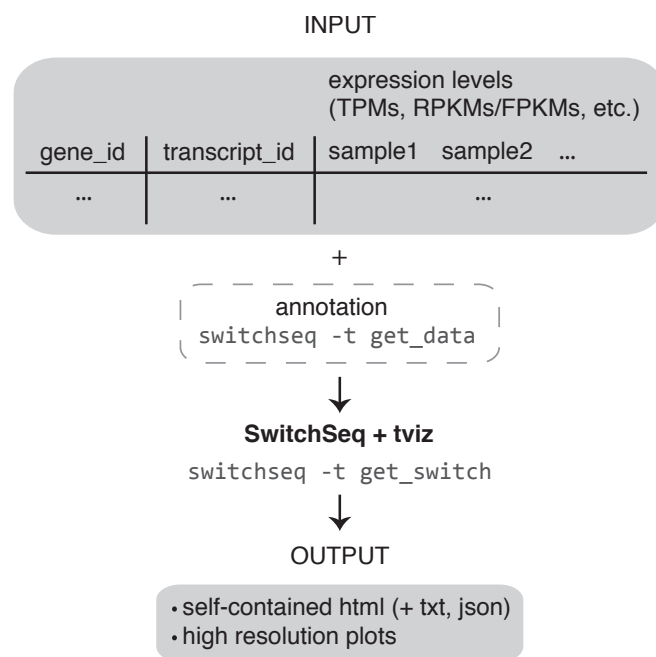 INPUT
expression levels
(TPMs, RPKMs/FPKMs, etc.)
gene_id transcript_id sample1 sample2 ...
... ... ...
+
annotation
switchseq -t get_data
SwitchSeq + tviz
switchseq -t get_switch
OUTPUT
• self-contained html (+ txt, json)
• high resolution plots